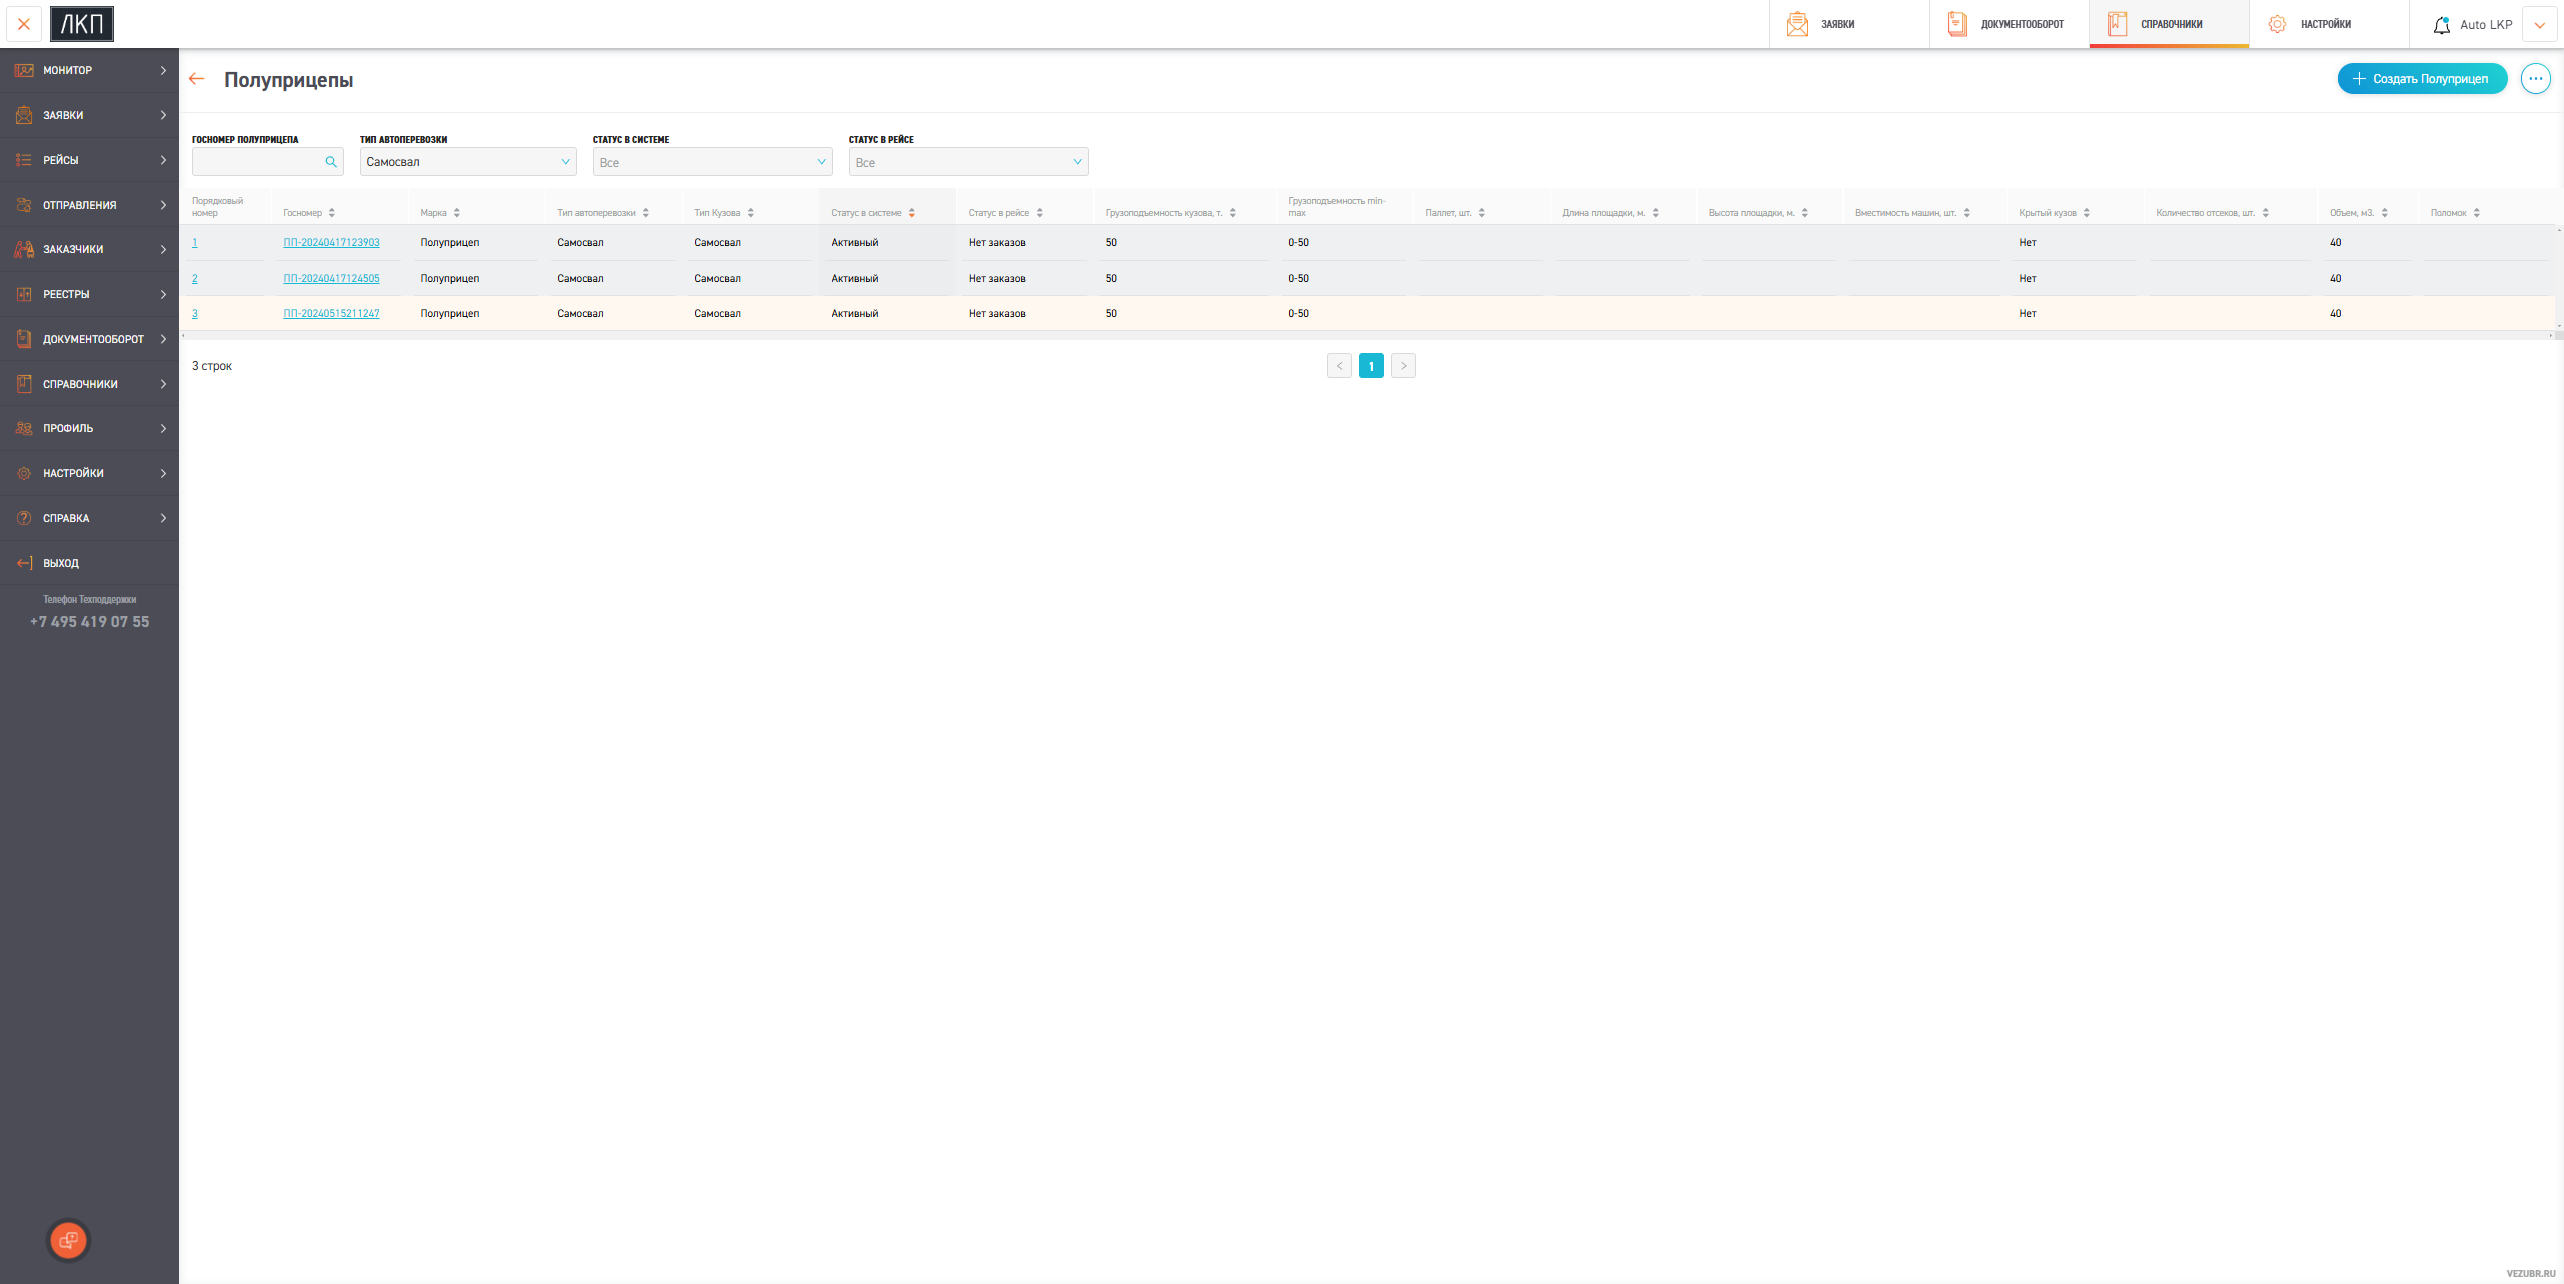 ЛКП
ЗАЯВКИ
ДОКУМЕНТООБОРОТ
СПРАВОЧНИКИ
НАСТРОЙКИ
Auto LKP
МОНИТОР
ЗАЯВКИ
РЕЙСЫ
ОТПРАВЛЕНИЯ
ЗАКАЗЧИКИ
РЕЕСТРЫ
ДОКУМЕНТООБОРОТ
СПРАВОЧНИКИ
ПРОФИЛЬ
НАСТРОЙКИ
СПРАВКА
ВЫХОД
Телефон Техподдержки
+7 495 419 07 55
Полуприцепы
Создать Полуприцеп
ГОСНОМЕР ПОЛУПРИЦЕПА ТИП АВТОПЕРЕВОЗКИ СТАТУС В СИСТЕМЕ СТАТУС В РЕЙСЕ
Самосвал Все Все
Порядковый номер Госномер Марка Тип автоперевозки Тип Кузова Статус в системе Статус в рейсе Грузоподъемность кузова, т. Грузоподъемность min-max Паллет, шт. Длина площадки, м. Высота площадки, м. Вместимость машин, шт. Крытый кузов Количество отсеков, шт. Объем, м3. Поломок
1 ПП-20240417123903 Полуприцеп Самосвал Самосвал Активный Нет заказов 50 0-50 Нет 40
2 ПП-20240417124505 Полуприцеп Самосвал Самосвал Активный Нет заказов 50 0-50 Нет 40
3 ПП-20240515211247 Полуприцеп Самосвал Самосвал Активный Нет заказов 50 0-50 Нет 40
3 строк
< 1 >
VEZUBR.RU